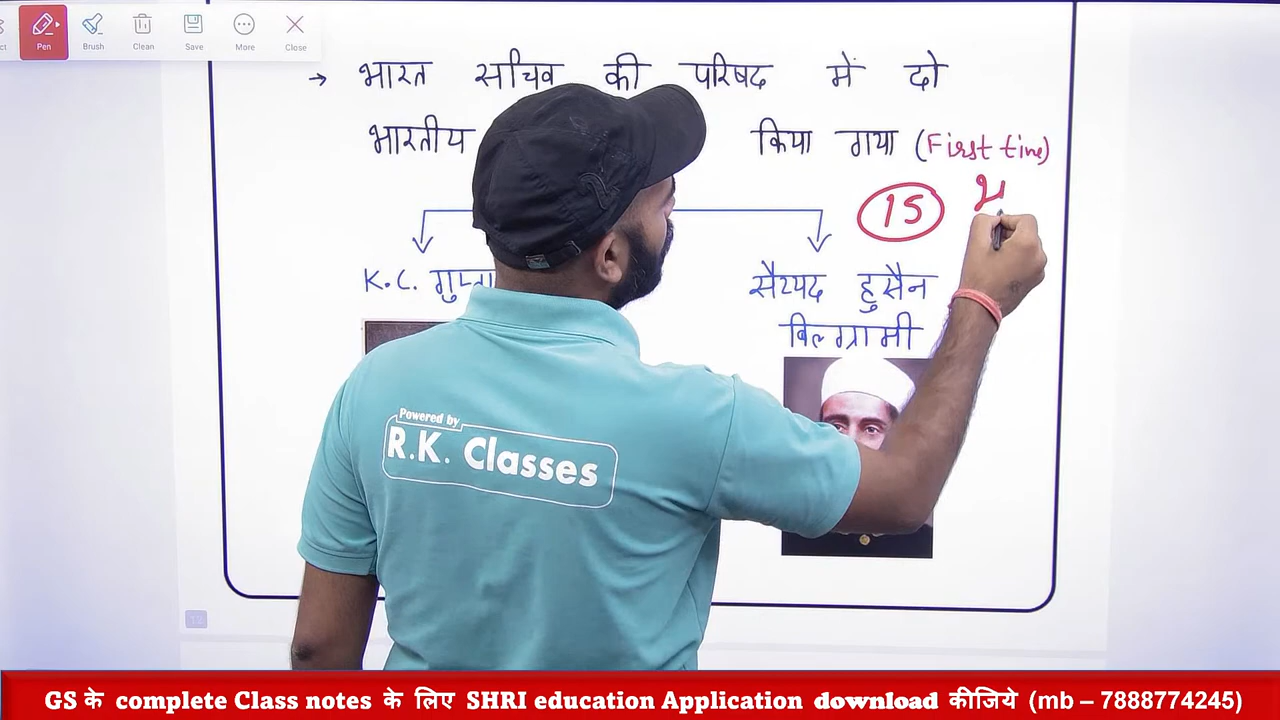 Pen
Brush
Clean
Save
More
Close
→ भारत सचिव की परिषद में दो
भारतीय किया गया (First time)
15
K.C. गुप्ता
सैय्यद हुसैन
बिलग्रामी
Powered by
R.K. Classes
GS के complete Class notes के लिए SHRI education Application download कीजिये (mb – 7888774245)